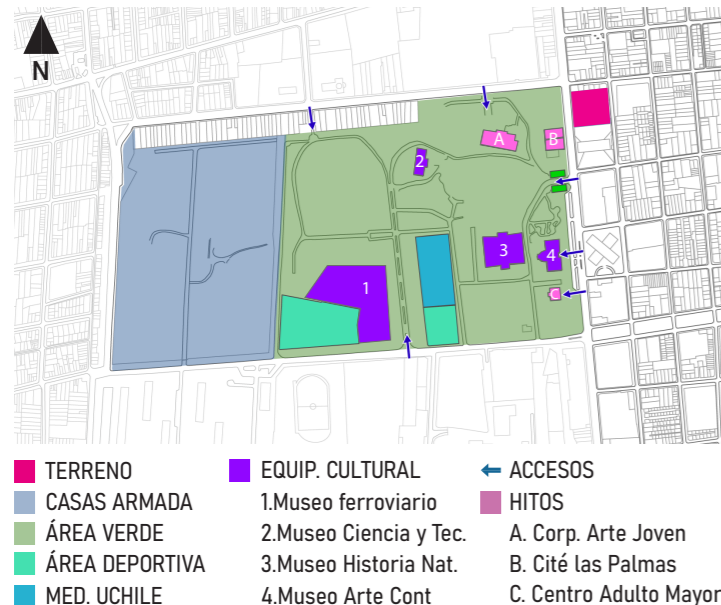 N
A
B
2
3
4
1
C
TERRENO
CASAS ARMADA
ÁREA VERDE
ÁREA DEPORTIVA
MED. UCHILE
EQUIP. CULTURAL
1.Museo ferroviario
2.Museo Ciencia y Tec.
3.Museo Historia Nat.
4.Museo Arte Cont
ACCESOS
HITOS
A. Corp. Arte Joven
B. Cité las Palmas
C. Centro Adulto Mayor